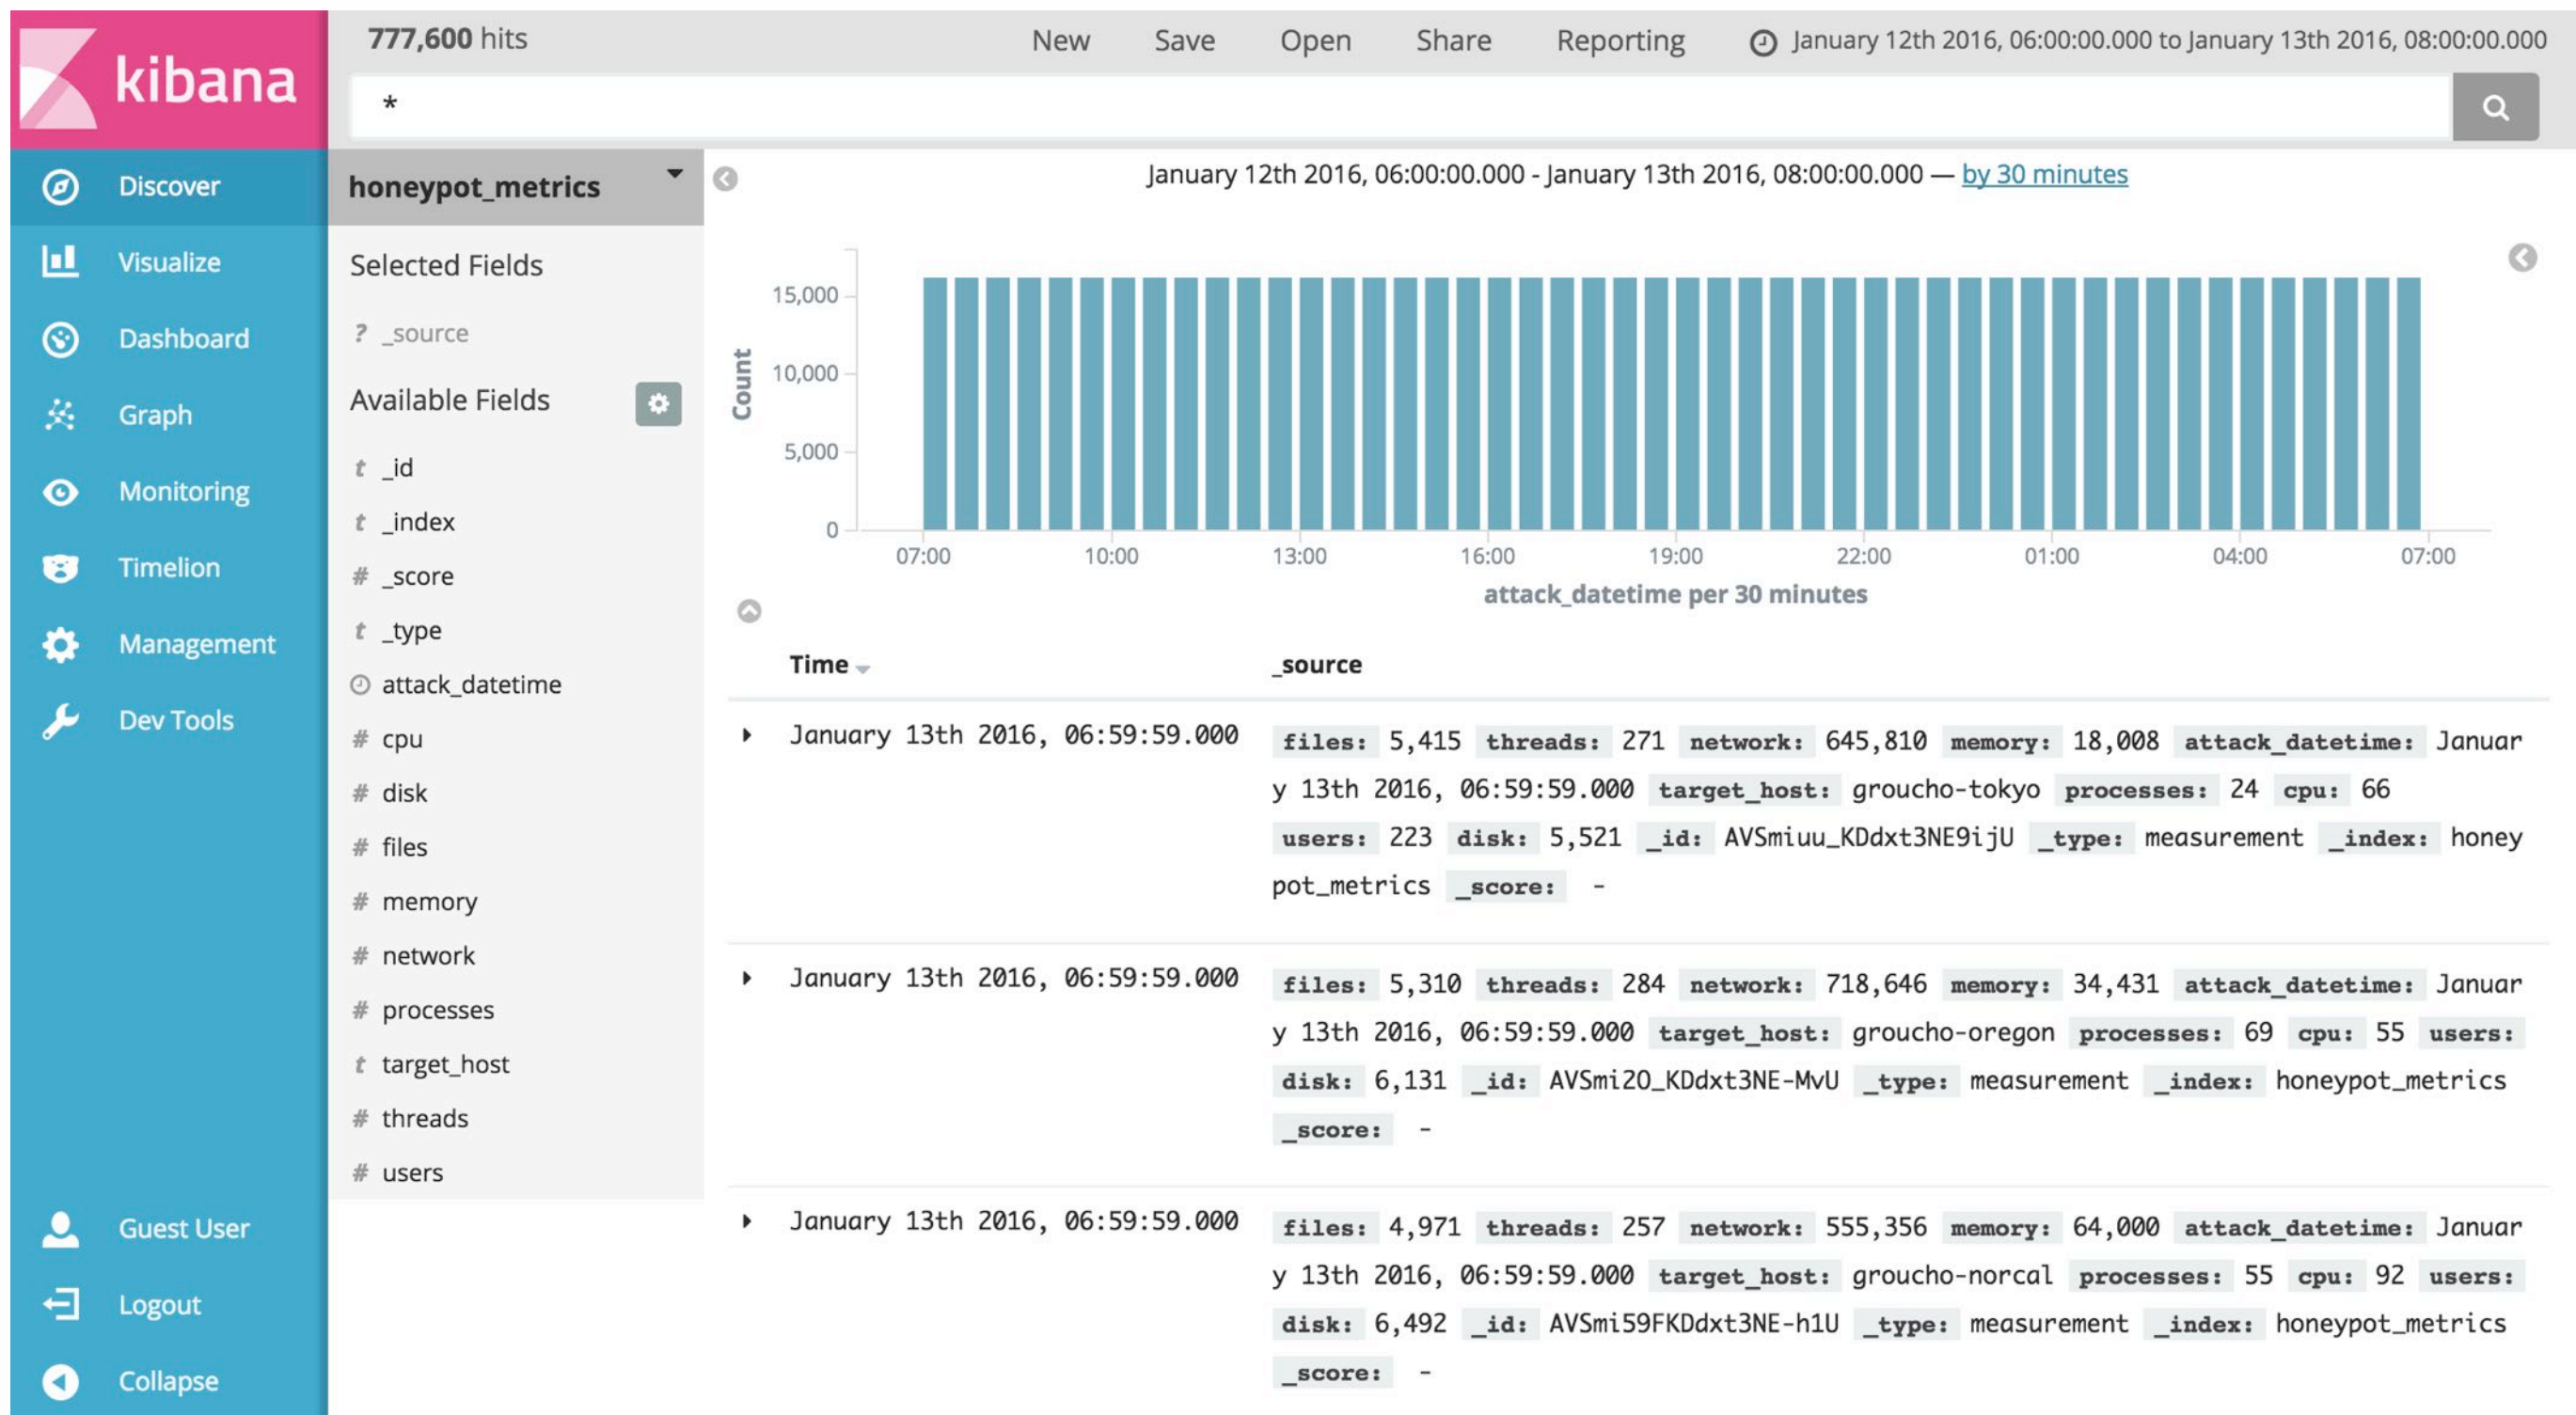 kibana
777,600 hits
New Save Open Share Reporting January 12th 2016, 06:00:00.000 to January 13th 2016, 08:00:00.000
*
Discover
Visualize
Dashboard
Graph
Monitoring
Timelion
Management
Dev Tools
Guest User
Logout
Collapse
honeypot_metrics
Selected Fields
? _source
Available Fields
t _id
t _index
# _score
t _type
attack_datetime
# cpu
# disk
# files
# memory
# network
# processes
t target_host
# threads
# users
January 12th 2016, 06:00:00.000 - January 13th 2016, 08:00:00.000 — by 30 minutes
Count
15,000
10,000
5,000
0
07:00 10:00 13:00 16:00 19:00 22:00 01:00 04:00 07:00
attack_datetime per 30 minutes
Time _source
January 13th 2016, 06:59:59.000 files: 5,415 threads: 271 network: 645,810 memory: 18,008 attack_datetime: Januar
y 13th 2016, 06:59:59.000 target_host: groucho-tokyo processes: 24 cpu: 66
users: 223 disk: 5,521 _id: AVSmiuu_KDdxt3NE9ijU _type: measurement _index: honey
pot_metrics _score: -
January 13th 2016, 06:59:59.000 files: 5,310 threads: 284 network: 718,646 memory: 34,431 attack_datetime: Januar
y 13th 2016, 06:59:59.000 target_host: groucho-oregon processes: 69 cpu: 55 users:
disk: 6,131 _id: AVSmi2O_KDdxt3NE-MvU _type: measurement _index: honeypot_metrics
_score: -
January 13th 2016, 06:59:59.000 files: 4,971 threads: 257 network: 555,356 memory: 64,000 attack_datetime: Januar
y 13th 2016, 06:59:59.000 target_host: groucho-norcal processes: 55 cpu: 92 users:
disk: 6,492 _id: AVSmi59FKDdxt3NE-h1U _type: measurement _index: honeypot_metrics
_score: -